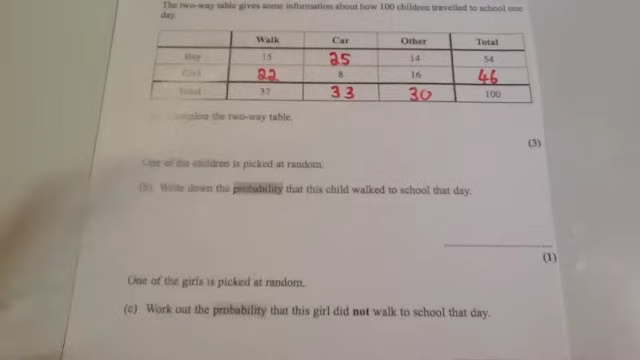 The two-way table gives some information about how 100 children travelled to school one
day.
Walk Car Other Total
Boy 15 25 14 54
Girl 22 8 16 46
Total 37 33 30 100
Complete the two-way table.
(3)
One of the children is picked at random.
(b) Write down the probability that this child walked to school that day.
(1)
One of the girls is picked at random.
(c) Work out the probability that this girl did not walk to school that day.